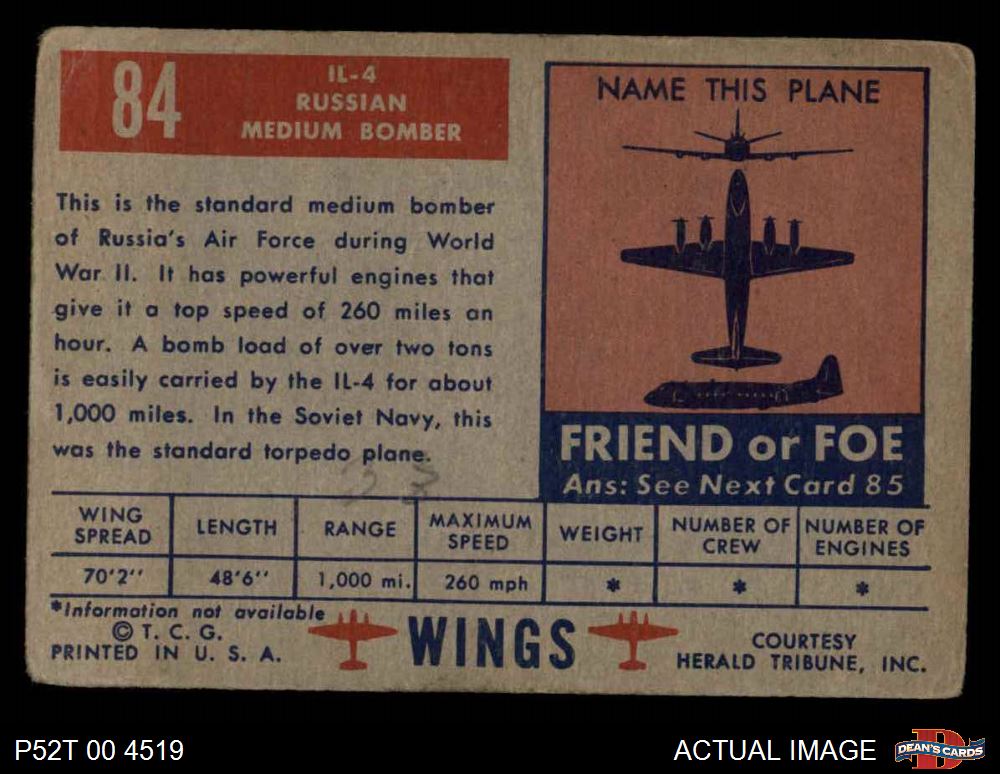 84
IL-4
RUSSIAN
MEDIUM BOMBER
This is the standard medium bomber
of Russia's Air Force during World
War II. It has powerful engines that
give it a top speed of 260 miles an
hour. A bomb load of over two tons
is easily carried by the IL-4 for about
1,000 miles. In the Soviet Navy, this
was the standard torpedo plane.
NAME THIS PLANE
FRIEND or FOE
Ans: See Next Card 85
WING SPREAD
LENGTH
RANGE
MAXIMUM SPEED
WEIGHT
NUMBER OF CREW
NUMBER OF ENGINES
70'2''
48'6''
1,000 mi.
260 mph
*
*
*
*Information not available
© T. C. G.
PRINTED IN U. S. A.
WINGS
COURTESY
HERALD TRIBUNE, INC.
P52T 00 4519
ACTUAL IMAGE
D
DEAN'S CARDS